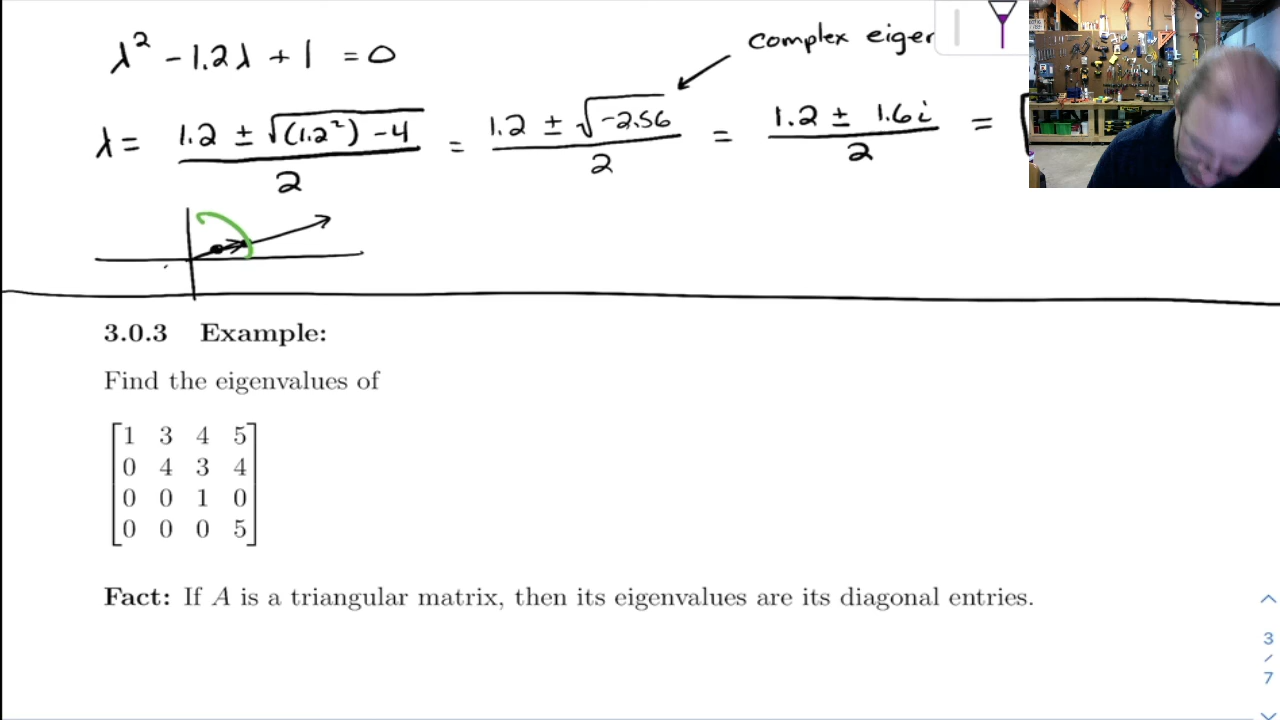 λ² - 1.2λ + 1 = 0
complex
λ = (1.2 ± √((1.2²) - 4))/2 = (1.2 ± √(-2.56))/2 = (1.2 ± 1.6i)/2 =
3.0.3 Example:
Find the eigenvalues of
1 3 4 5
0 4 3 4
0 0 1 0
0 0 0 5
Fact: If A is a triangular matrix, then its eigenvalues are its diagonal entries.
3
/
7